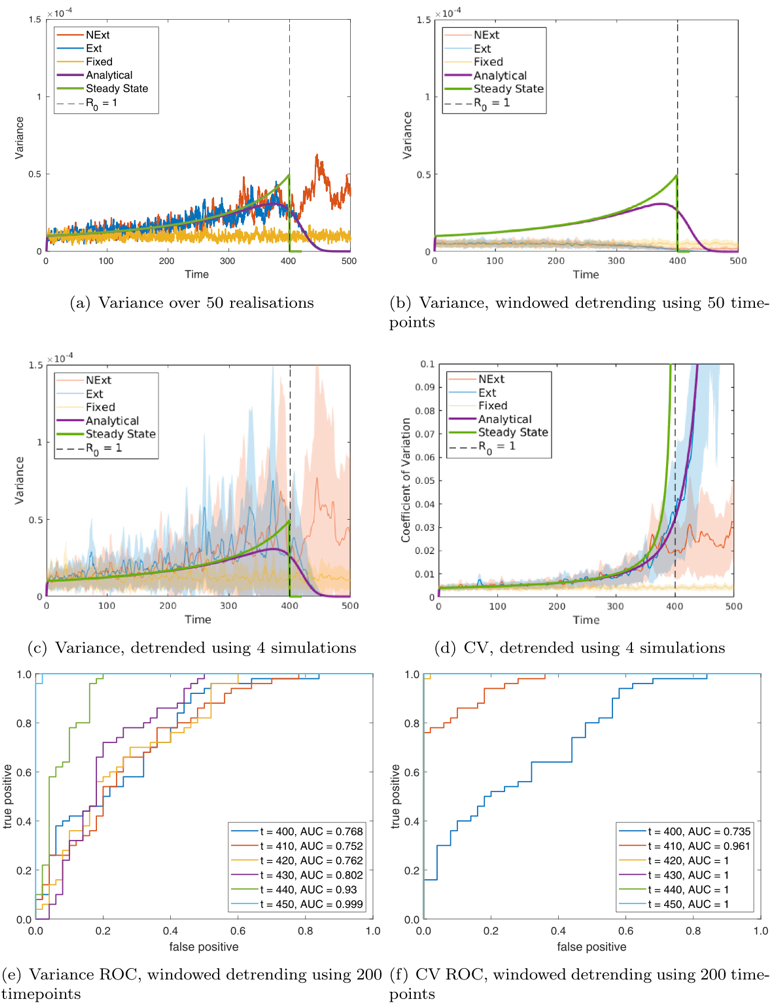 ×10⁻⁴
1.5
1
0.5
0
Variance
NExt
Ext
Fixed
Analytical
Steady State
R₀ = 1
0 100 200 300 400 500
Time
(a) Variance over 50 realisations
×10⁻⁴
1.5
1
0.5
0
Variance
NExt
Ext
Fixed
Analytical
Steady State
R₀ = 1
0 100 200 300 400 500
Time
(b) Variance, windowed detrending using 50 time-
points
×10⁻⁴
1.5
1
0.5
0
Variance
NExt
Ext
Fixed
Analytical
Steady State
R₀ = 1
0 100 200 300 400 500
Time
(c) Variance, detrended using 4 simulations
0.1
0.09
0.08
0.07
0.06
0.05
0.04
0.03
0.02
0.01
0
Coefficient of Variation
NExt
Ext
Fixed
Analytical
Steady State
R₀ = 1
0 100 200 300 400 500
Time
(d) CV, detrended using 4 simulations
1.0
0.8
0.6
0.4
0.2
0.0
true positive
t = 400, AUC = 0.768
t = 410, AUC = 0.752
t = 420, AUC = 0.762
t = 430, AUC = 0.802
t = 440, AUC = 0.93
t = 450, AUC = 0.999
0.0 0.2 0.4 0.6 0.8 1.0
false positive
(e) Variance ROC, windowed detrending using 200
timepoints
1.0
0.8
0.6
0.4
0.2
0.0
true positive
t = 400, AUC = 0.735
t = 410, AUC = 0.961
t = 420, AUC = 1
t = 430, AUC = 1
t = 440, AUC = 1
t = 450, AUC = 1
0.0 0.2 0.4 0.6 0.8 1.0
false positive
(f) CV ROC, windowed detrending using 200 time-
points